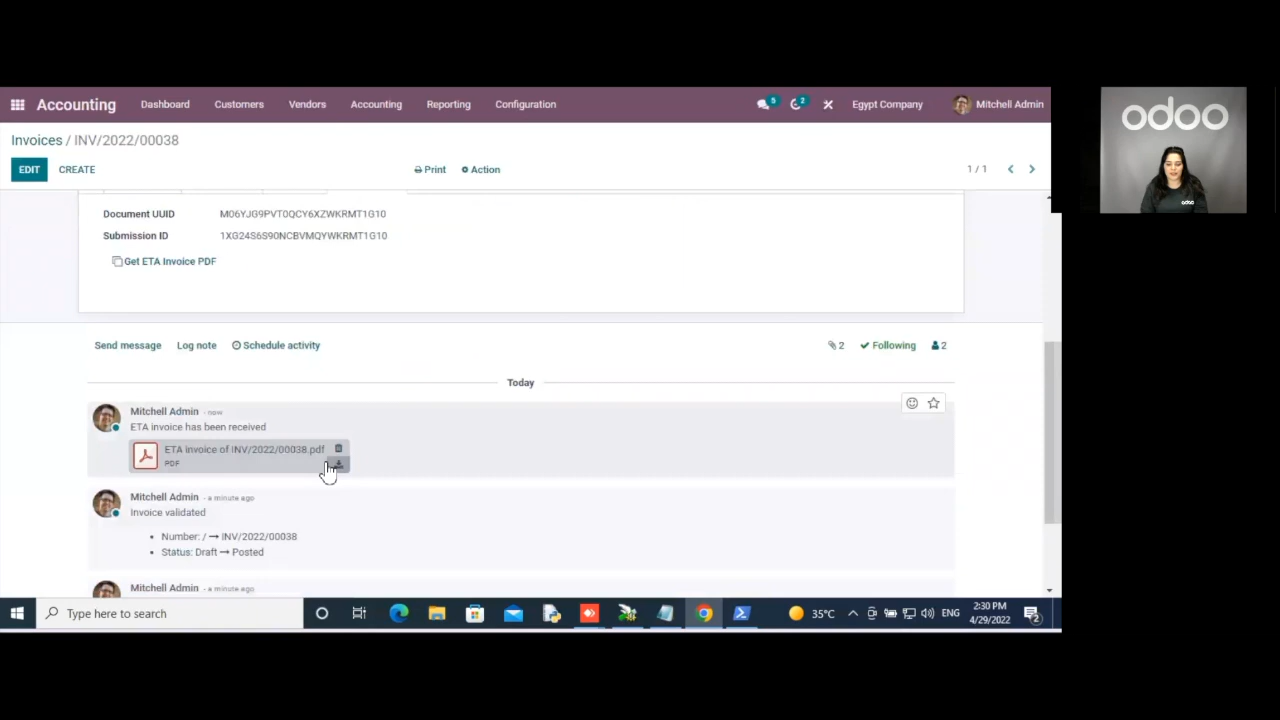 Accounting Dashboard Customers Vendors Accounting Reporting Configuration 5 2 Egypt Company Mitchell Admin
odoo
odoo
Invoices / INV/2022/00038
EDIT CREATE Print Action 1 / 1
Document UUID M06YJG9PVT0QCY6XZWKRMT1G10
Submission ID 1XG24S6S90NCBVMQYWKRMT1G10
Get ETA Invoice PDF
Send message Log note Schedule activity 2 Following 2
Today
Mitchell Admin - now
ETA invoice has been received
ETA invoice of INV/2022/00038.pdf
PDF
Mitchell Admin - a minute ago
Invoice validated
• Number: / → INV/2022/00038
• Status: Draft → Posted
Mitchell Admin - a minute ago
Type here to search 35°C ENG 2:30 PM
4/29/2022 2